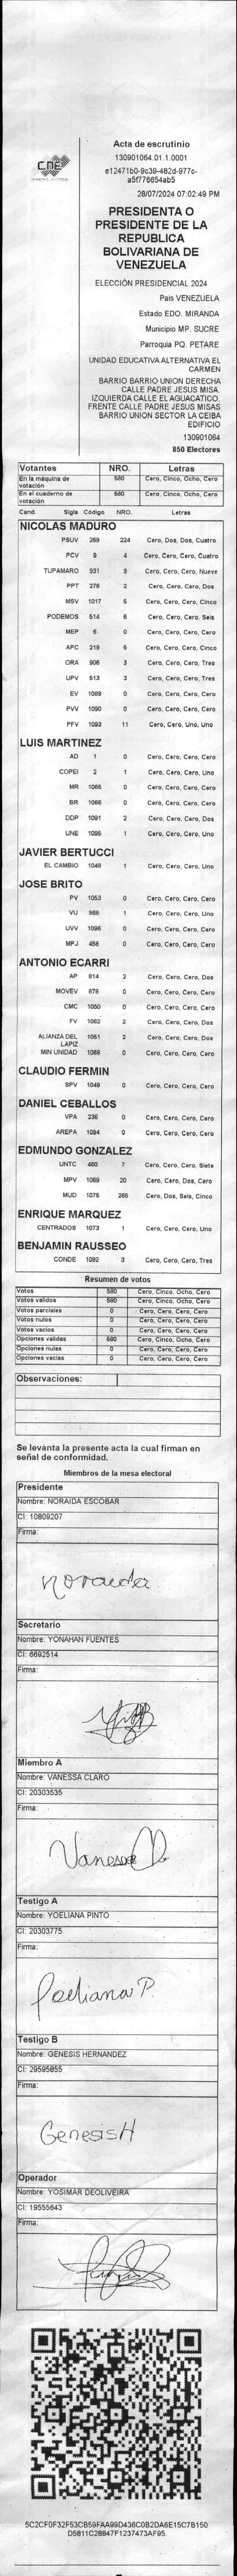 CNE
Acta de escrutinio
130901064.01.1.0001
e12471b0-9c39-482d-977c-
a5f776654ab5
28/07/2024 07:02:49 PM
PRESIDENTA O
PRESIDENTE DE LA
REPUBLICA
BOLIVARIANA DE
VENEZUELA
ELECCIÓN PRESIDENCIAL 2024
País VENEZUELA
Estado EDO. MIRANDA
Municipio MP. SUCRE
Parroquia PQ. PETARE
UNIDAD EDUCATIVA ALTERNATIVA EL
CARMEN
BARRIO BARRIO UNION DERECHA
CALLE PADRE JESUS MISA.
IZQUIERDA CALLE EL AGUACATICO.
FRENTE CALLE PADRE JESUS MISAS
BARRIO UNION SECTOR LA CEIBA
EDIFICIO
130901064
850 Electores
Votantes NRO. Letras
En la máquina de votación 580 Cero, Cinco, Ocho, Cero
En el cuaderno de votación 580 Cero, Cinco, Ocho, Cero
Cand. Sigla Código NRO. Letras
NICOLAS MADURO
PSUV 269 224 Cero, Dos, Dos, Cuatro
PCV 9 4 Cero, Cero, Cero, Cuatro
TUPAMARO 931 9 Cero, Cero, Cero, Nueve
PPT 276 2 Cero, Cero, Cero, Dos
MSV 1017 5 Cero, Cero, Cero, Cinco
PODEMOS 514 6 Cero, Cero, Cero, Seis
MEP 6 0 Cero, Cero, Cero, Cero
APC 219 5 Cero, Cero, Cero, Cinco
ORA 906 3 Cero, Cero, Cero, Tres
UPV 513 3 Cero, Cero, Cero, Tres
EV 1089 0 Cero, Cero, Cero, Cero
PVV 1090 0 Cero, Cero, Cero, Cero
PFV 1093 11 Cero, Cero, Uno, Uno
LUIS MARTINEZ
AD 1 0 Cero, Cero, Cero, Cero
COPEI 2 1 Cero, Cero, Cero, Uno
MR 1065 0 Cero, Cero, Cero, Cero
BR 1066 0 Cero, Cero, Cero, Cero
DDP 1091 2 Cero, Cero, Cero, Dos
UNE 1095 1 Cero, Cero, Cero, Uno
JAVIER BERTUCCI
EL CAMBIO 1048 1 Cero, Cero, Cero, Uno
JOSE BRITO
PV 1053 0 Cero, Cero, Cero, Cero
VU 868 1 Cero, Cero, Cero, Uno
UVV 1096 0 Cero, Cero, Cero, Cero
MPJ 458 0 Cero, Cero, Cero, Cero
ANTONIO ECARRI
AP 814 2 Cero, Cero, Cero, Dos
MOVEV 878 0 Cero, Cero, Cero, Cero
CMC 1050 0 Cero, Cero, Cero, Cero
FV 1062 2 Cero, Cero, Cero, Dos
ALIANZA DEL LAPIZ 1051 2 Cero, Cero, Cero, Dos
MIN UNIDAD 1068 0 Cero, Cero, Cero, Cero
CLAUDIO FERMIN
SPV 1049 0 Cero, Cero, Cero, Cero
DANIEL CEBALLOS
VPA 236 0 Cero, Cero, Cero, Cero
AREPA 1094 0 Cero, Cero, Cero, Cero
EDMUNDO GONZALEZ
UNTC 460 7 Cero, Cero, Cero, Siete
MPV 1069 20 Cero, Cero, Dos, Cero
MUD 1075 265 Cero, Dos, Seis, Cinco
ENRIQUE MARQUEZ
CENTRADOS 1073 1 Cero, Cero, Cero, Uno
BENJAMIN RAUSSEO
CONDE 1092 3 Cero, Cero, Cero, Tres
Resumen de votos
Votos 580 Cero, Cinco, Ocho, Cero
Votos validos 580 Cero, Cinco, Ocho, Cero
Votos parciales 0 Cero, Cero, Cero, Cero
Votos nulos 0 Cero, Cero, Cero, Cero
Votos vacios 0 Cero, Cero, Cero, Cero
Opciones validas 580 Cero, Cinco, Ocho, Cero
Opciones nulas 0 Cero, Cero, Cero, Cero
Opciones vacias 0 Cero, Cero, Cero, Cero
Observaciones:
Se levanta la presente acta la cual firman en
señal de conformidad.
Miembros de la mesa electoral
Presidente
Nombre: NORAIDA ESCOBAR
CI: 10809207
Firma:
Noraida
Secretario
Nombre: YONAHAN FUENTES
CI: 6692514
Firma:
Miembro A
Nombre: VANESSA CLARO
CI: 20303535
Firma:
Vanessa
Testigo A
Nombre: YOELIANA PINTO
CI: 20303775
Firma:
Yoeliana P.
Testigo B
Nombre: GENESIS HERNANDEZ
CI: 29595855
Firma:
Genesis H
Operador
Nombre: YOSIMAR DEOLIVEIRA
CI: 19555643
Firma:
5C2CF0F32F53CB59FAA99D436C0B2DA6E15C7B150
D5811C28847F1237473AF95.